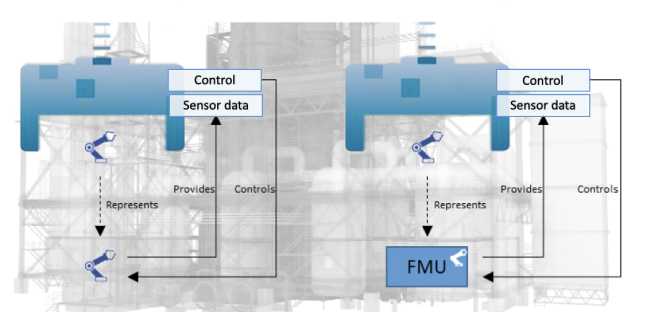 Control
Sensor data
Provides
Controls
Represents
Control
Sensor data
Provides
Controls
Represents
FMU